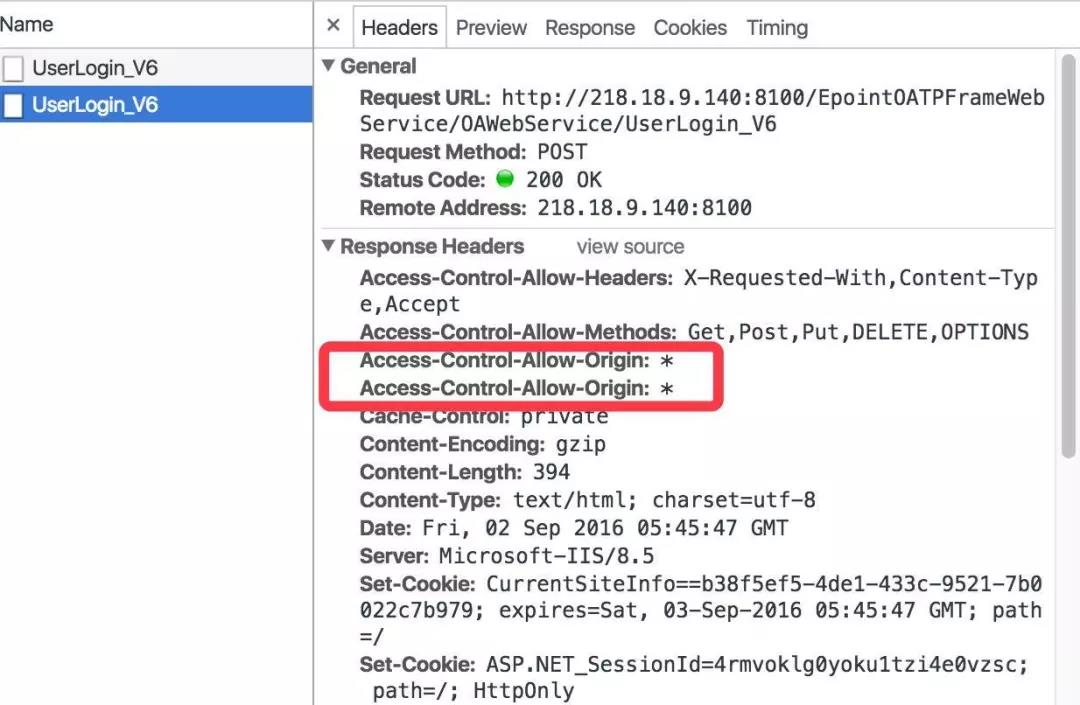 Name
× Headers Preview Response Cookies Timing
UserLogin_V6
UserLogin_V6
▼ General
Request URL: http://218.18.9.140:8100/EpointOATPFrameWeb
Service/OAWebService/UserLogin_V6
Request Method: POST
Status Code: 200 OK
Remote Address: 218.18.9.140:8100
▼ Response Headers view source
Access-Control-Allow-Headers: X-Requested-With,Content-Typ
e,Accept
Access-Control-Allow-Methods: Get,Post,Put,DELETE,OPTIONS
Access-Control-Allow-Origin: *
Access-Control-Allow-Origin: *
Cache-Control: private
Content-Encoding: gzip
Content-Length: 394
Content-Type: text/html; charset=utf-8
Date: Fri, 02 Sep 2016 05:45:47 GMT
Server: Microsoft-IIS/8.5
Set-Cookie: CurrentSiteInfo==b38f5ef5-4de1-433c-9521-7b0
022c7b979; expires=Sat, 03-Sep-2016 05:45:47 GMT; path
=/
Set-Cookie: ASP.NET_SessionId=4rmvoklg0yoku1tzi4e0vzsc;
path=/; HttpOnly